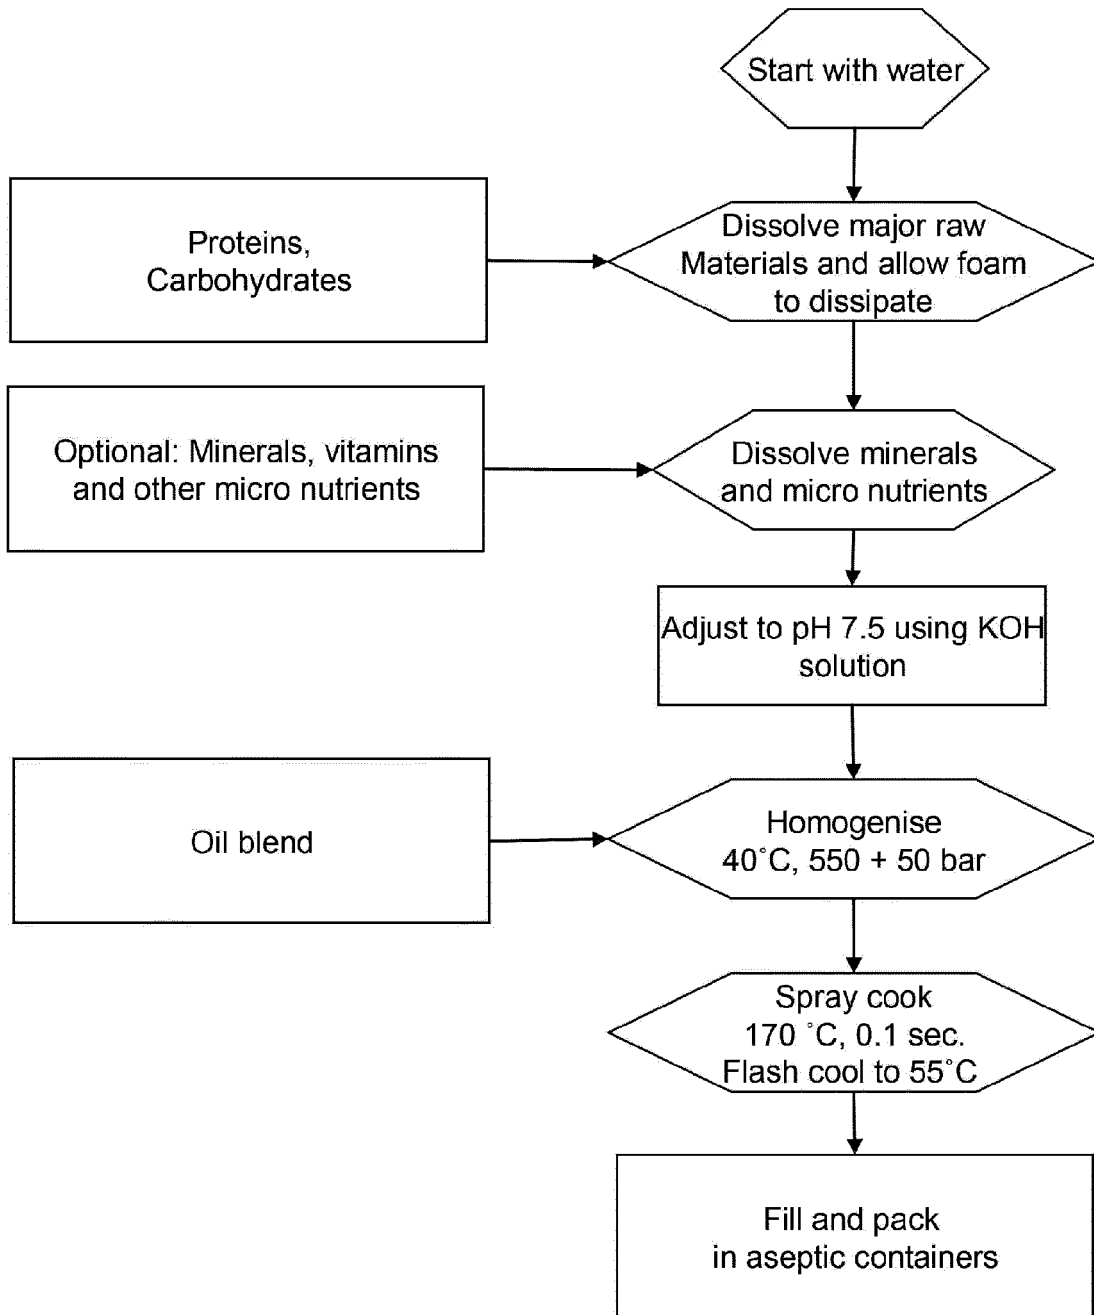 Start with water
Proteins,
Carbohydrates
Dissolve major raw
Materials and allow foam
to dissipate
Optional: Minerals, vitamins
and other micro nutrients
Dissolve minerals
and micro nutrients
Adjust to pH 7.5 using KOH
solution
Oil blend
Homogenise
40˚C, 550 + 50 bar
Spray cook
170 ˚C, 0.1 sec.
Flash cool to 55˚C
Fill and pack
in aseptic containers